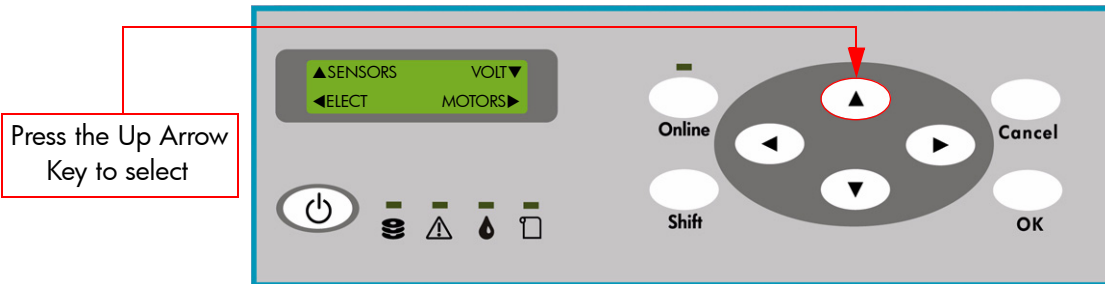 ▲SENSORS VOLT▼
◀ELECT MOTORS▶
Press the Up Arrow
Key to select
Online
Cancel
Shift
OK